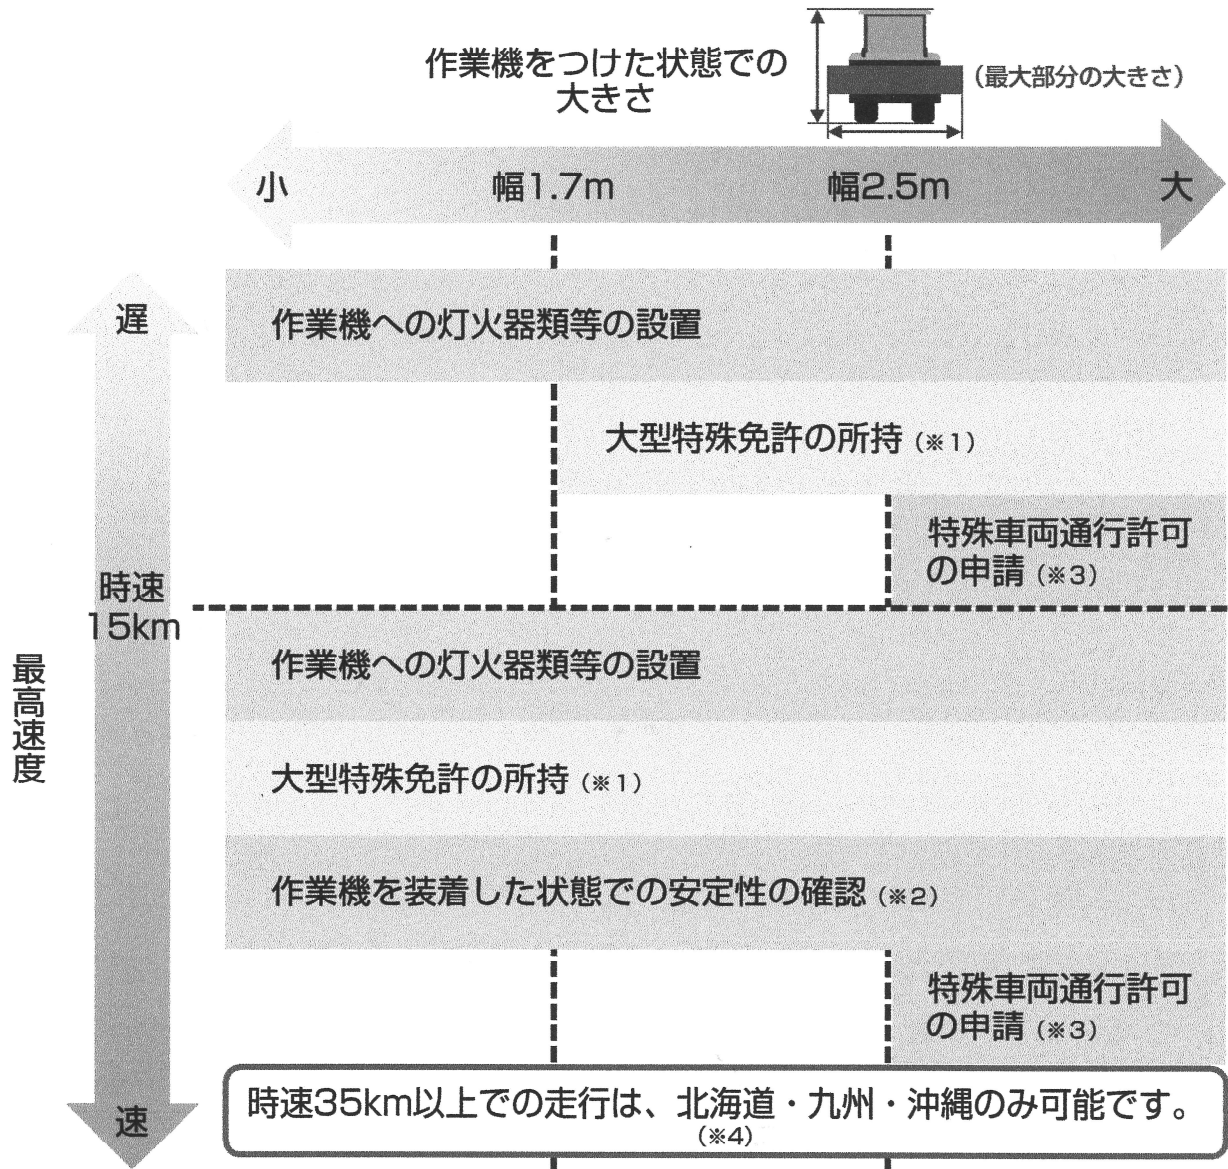 作業機をつけた状態での
大きさ
（最大部分の大きさ）
小
幅1.7m
幅2.5m
大
遅
作業機への灯火器類等の設置
大型特殊免許の所持（※1）
特殊車両通行許可
の申請（※3）
時速
15km
最高速度
作業機への灯火器類等の設置
大型特殊免許の所持（※1）
作業機を装着した状態での安定性の確認（※2）
特殊車両通行許可
の申請（※3）
速
時速35km以上での走行は、北海道・九州・沖縄のみ可能です。
（※4）